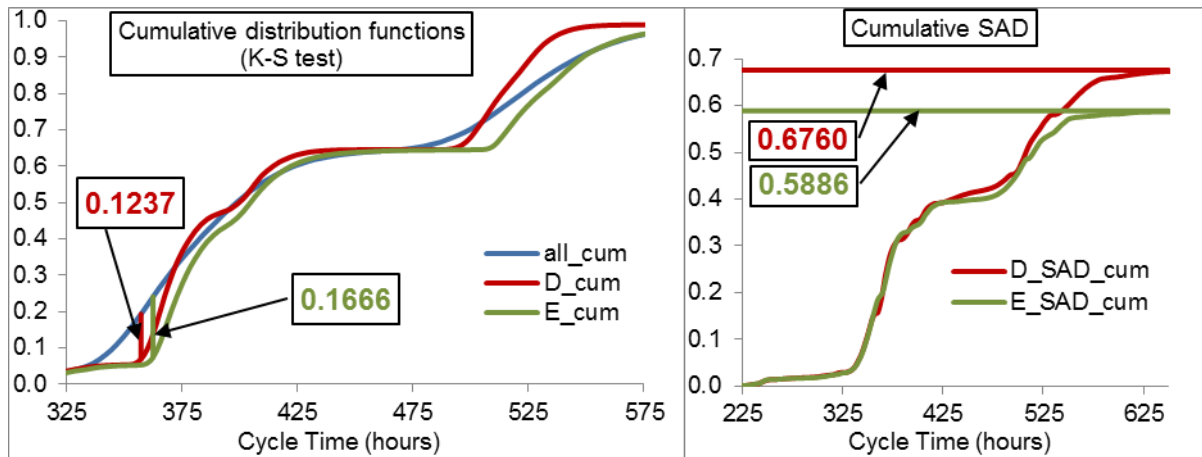 Cumulative distribution functions
(K-S test)
1.0
0.9
0.8
0.7
0.6
0.5
0.4
0.3
0.2
0.1
0.0
0.1237
0.1666
all_cum
D_cum
E_cum
325 375 425 475 525 575
Cycle Time (hours)
Cumulative SAD
0.7
0.6
0.5
0.4
0.3
0.2
0.1
0.0
0.6760
0.5886
D_SAD_cum
E_SAD_cum
225 325 425 525 625
Cycle Time (hours)